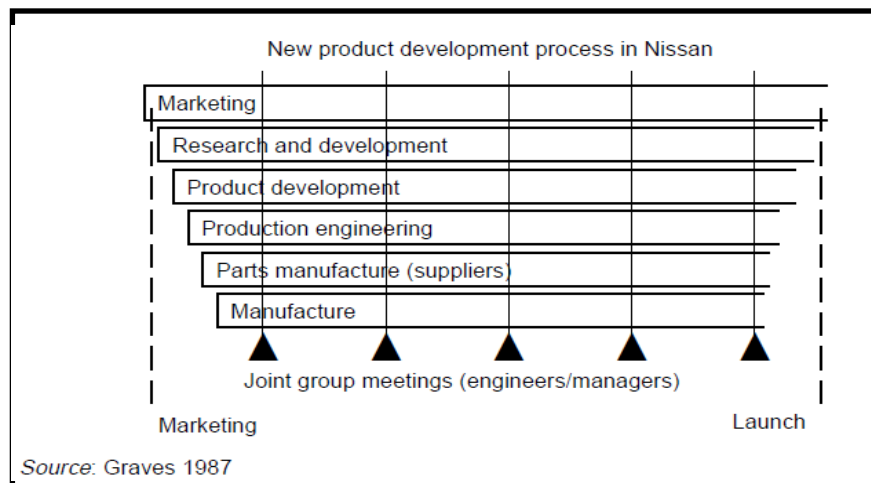 New product development process in Nissan
Marketing
Research and development
Product development
Production engineering
Parts manufacture (suppliers)
Manufacture
Joint group meetings (engineers/managers)
Marketing
Launch
Source: Graves 1987